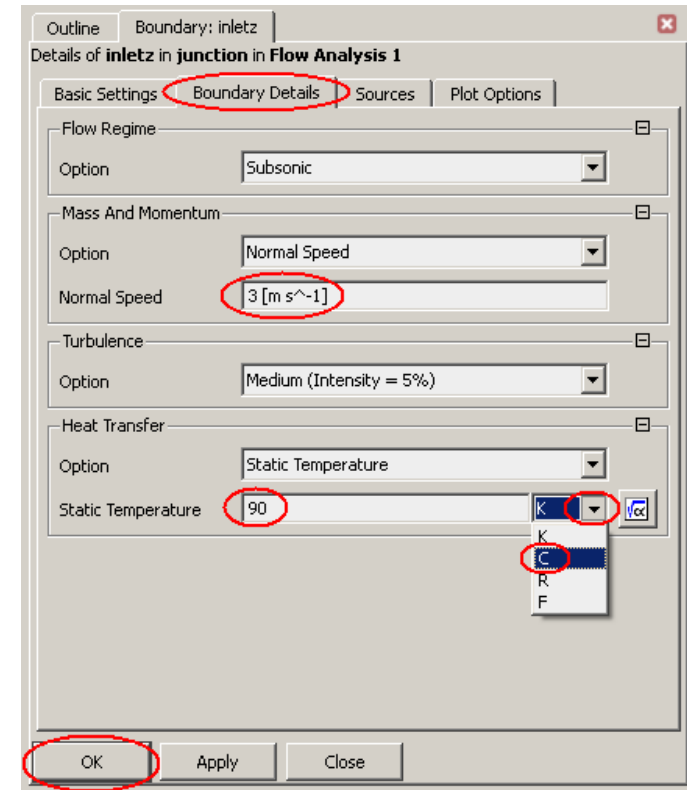 Outline Boundary: inletz
Details of inletz in junction in Flow Analysis 1
Basic Settings Boundary Details Sources Plot Options
Flow Regime
Option Subsonic
Mass And Momentum
Option Normal Speed
Normal Speed 3 [m s^-1]
Turbulence
Option Medium (Intensity = 5%)
Heat Transfer
Option Static Temperature
Static Temperature 90 K √α
K
C
R
F
OK Apply Close